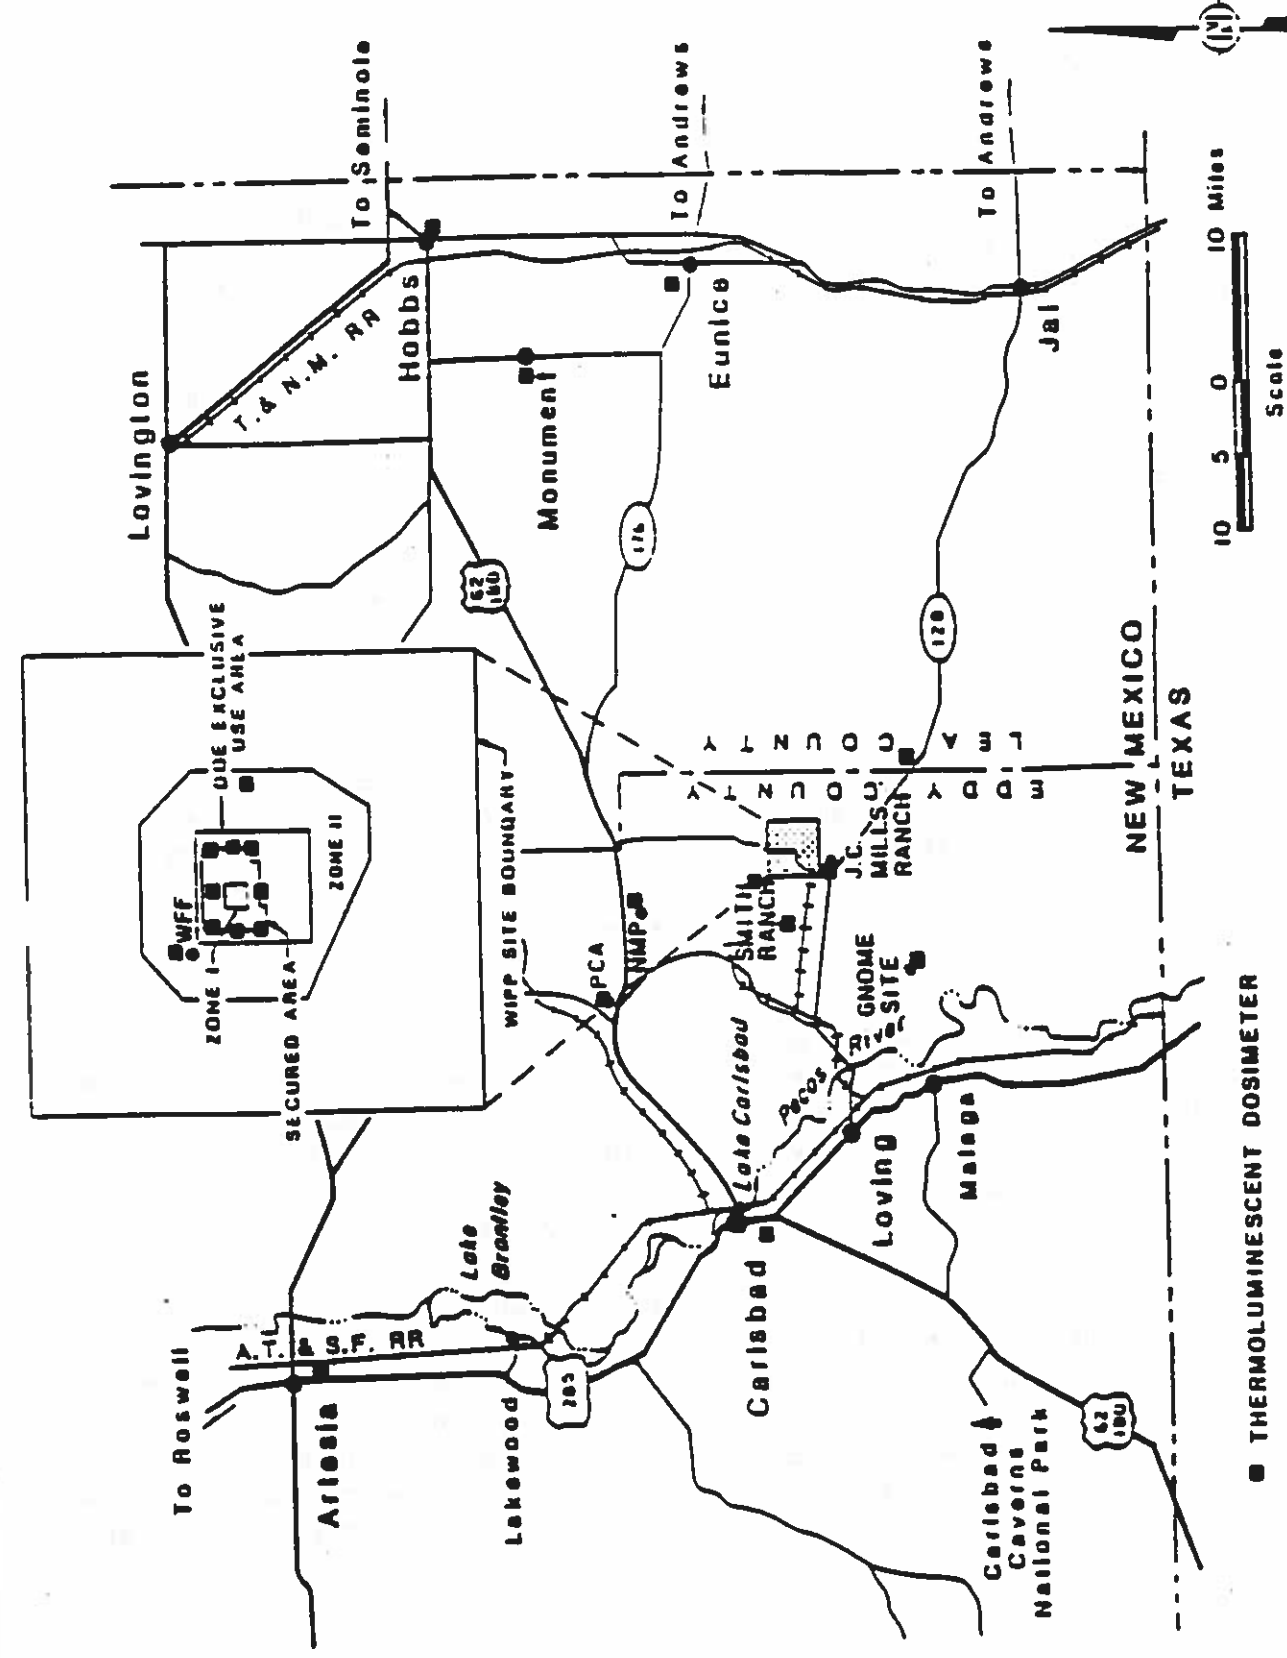 To Roswell
A.T. & S.F. RR
Artesia
Lakewood
285
Lake
Brantley
Lake Carlsbad
Carlsbad
Pecos
River
Loving
Malaga
Carlsbad
Caverns
National Park
62
180
SECURED AREA
ZONE I
WFF
ZONE II
DOE EXCLUSIVE
USE AREA
WIPP SITE BOUNDARY
PCA
NMP
SMITH
RANCH
GNOME
SITE
J.C.
MILLS
RANCH
EDDY COUNTY
LEA COUNTY
Lovington
T. & N.M. RR
Hobbs
To Seminole
62
180
Monument
176
Eunice
To Andrews
128
Jal
To Andrews
NEW MEXICO
TEXAS
10 5 0 10 Miles
Scale
THERMOLUMINESCENT DOSIMETER